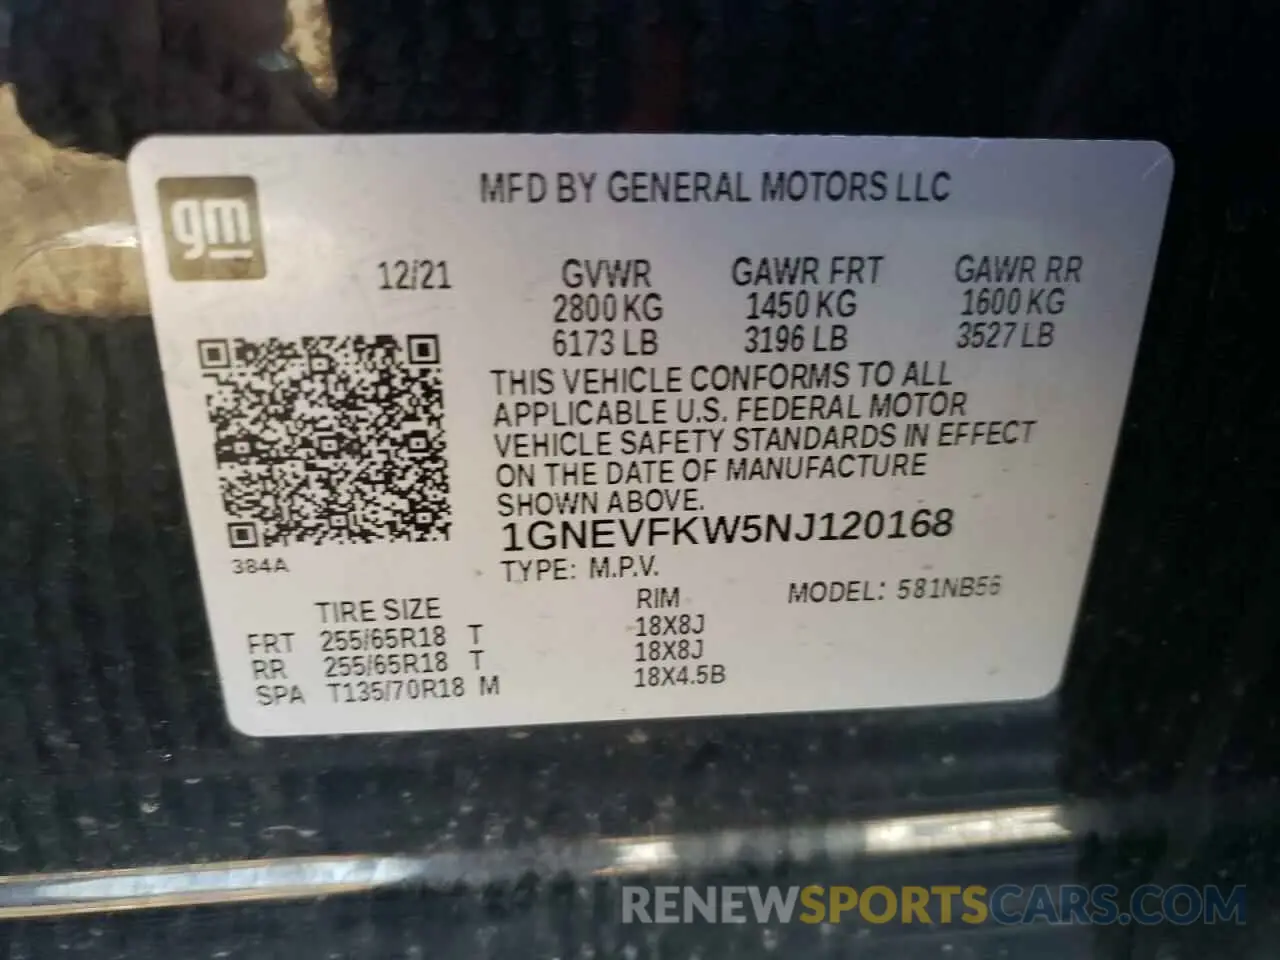 gm
MFD BY GENERAL MOTORS LLC
12/21 GVWR GAWR FRT GAWR RR
2800 KG 1450 KG 1600 KG
6173 LB 3196 LB 3527 LB
THIS VEHICLE CONFORMS TO ALL
APPLICABLE U.S. FEDERAL MOTOR
VEHICLE SAFETY STANDARDS IN EFFECT
ON THE DATE OF MANUFACTURE
SHOWN ABOVE.
1GNEVFKW5NJ120168
384A
TYPE: M.P.V.
TIRE SIZE RIM MODEL: 581NB56
FRT 255/65R18 T 18X8J
RR 255/65R18 T 18X8J
SPA T135/70R18 M 18X4.5B
RENEWSPORTSCARS.COM